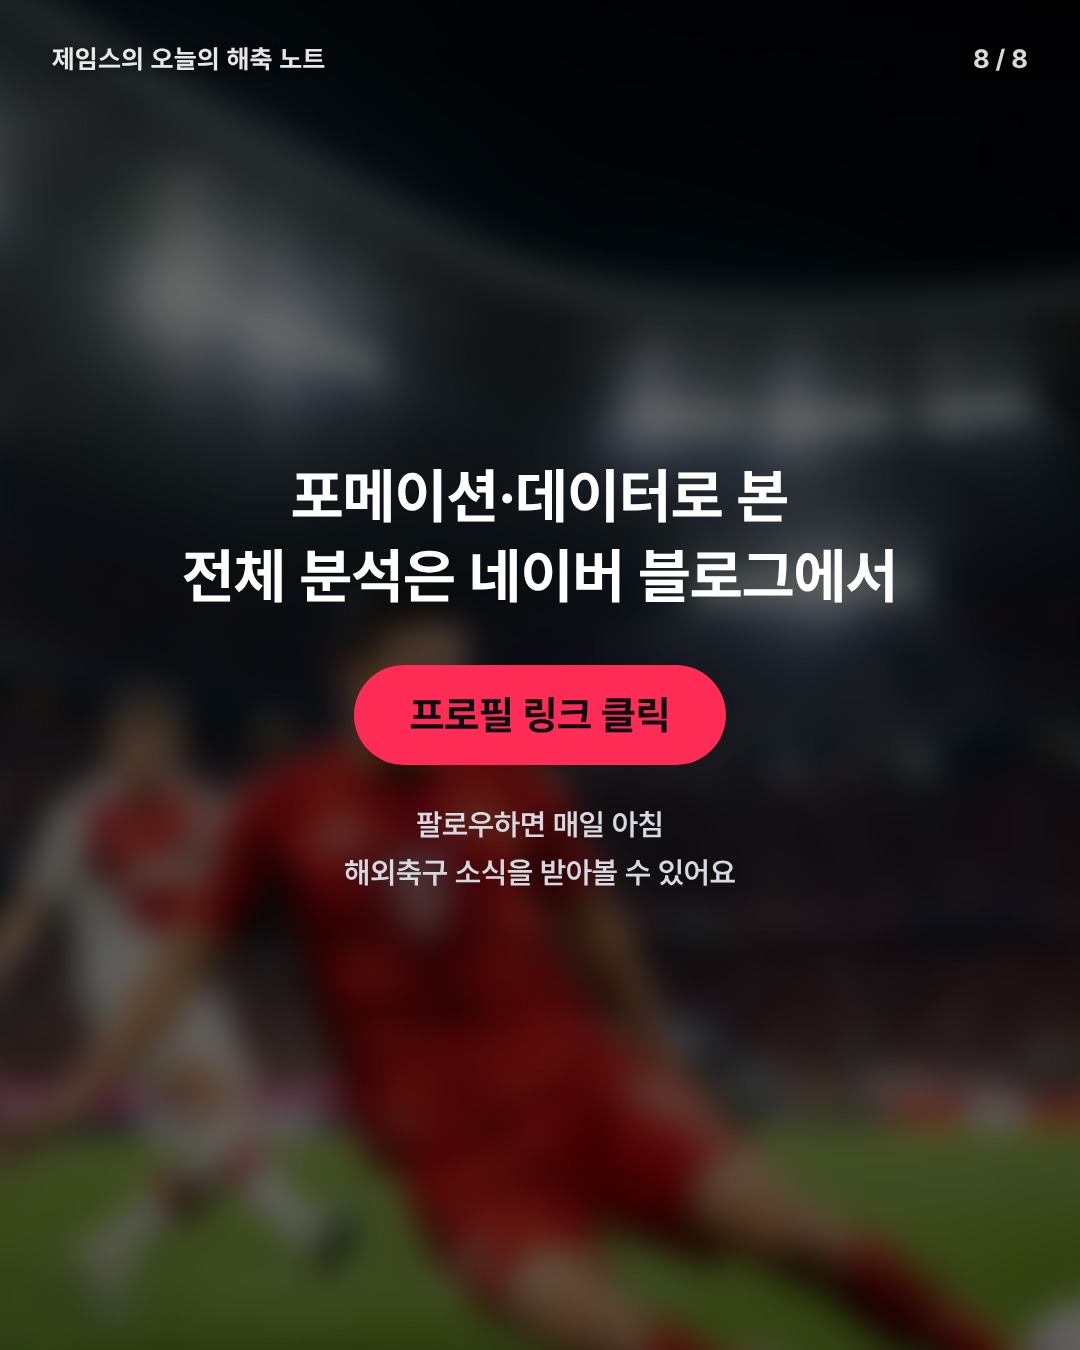 제임스의 오늘의 해축 노트
8 / 8
포메이션·데이터로 본
전체 분석은 네이버 블로그에서
프로필 링크 클릭
팔로우하면 매일 아침
해외축구 소식을 받아볼 수 있어요